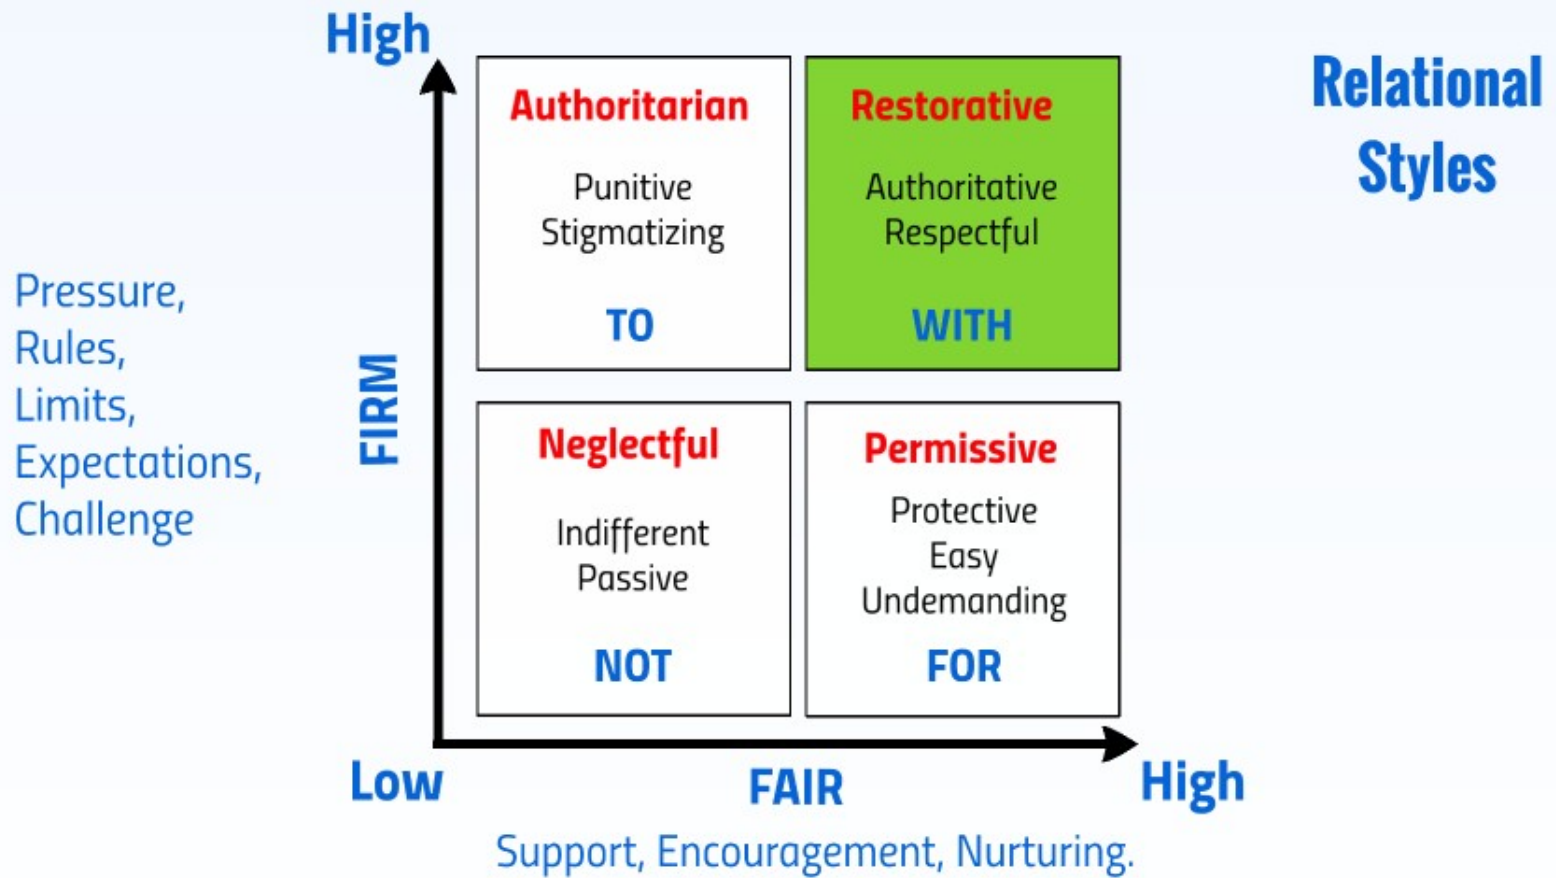 High
Relational
Styles
Authoritarian
Punitive
Stigmatizing
TO
Restorative
Authoritative
Respectful
WITH
Pressure,
Rules,
Limits,
Expectations,
Challenge
FIRM
Neglectful
Indifferent
Passive
NOT
Permissive
Protective
Easy
Undemanding
FOR
Low
FAIR
High
Support, Encouragement, Nurturing.